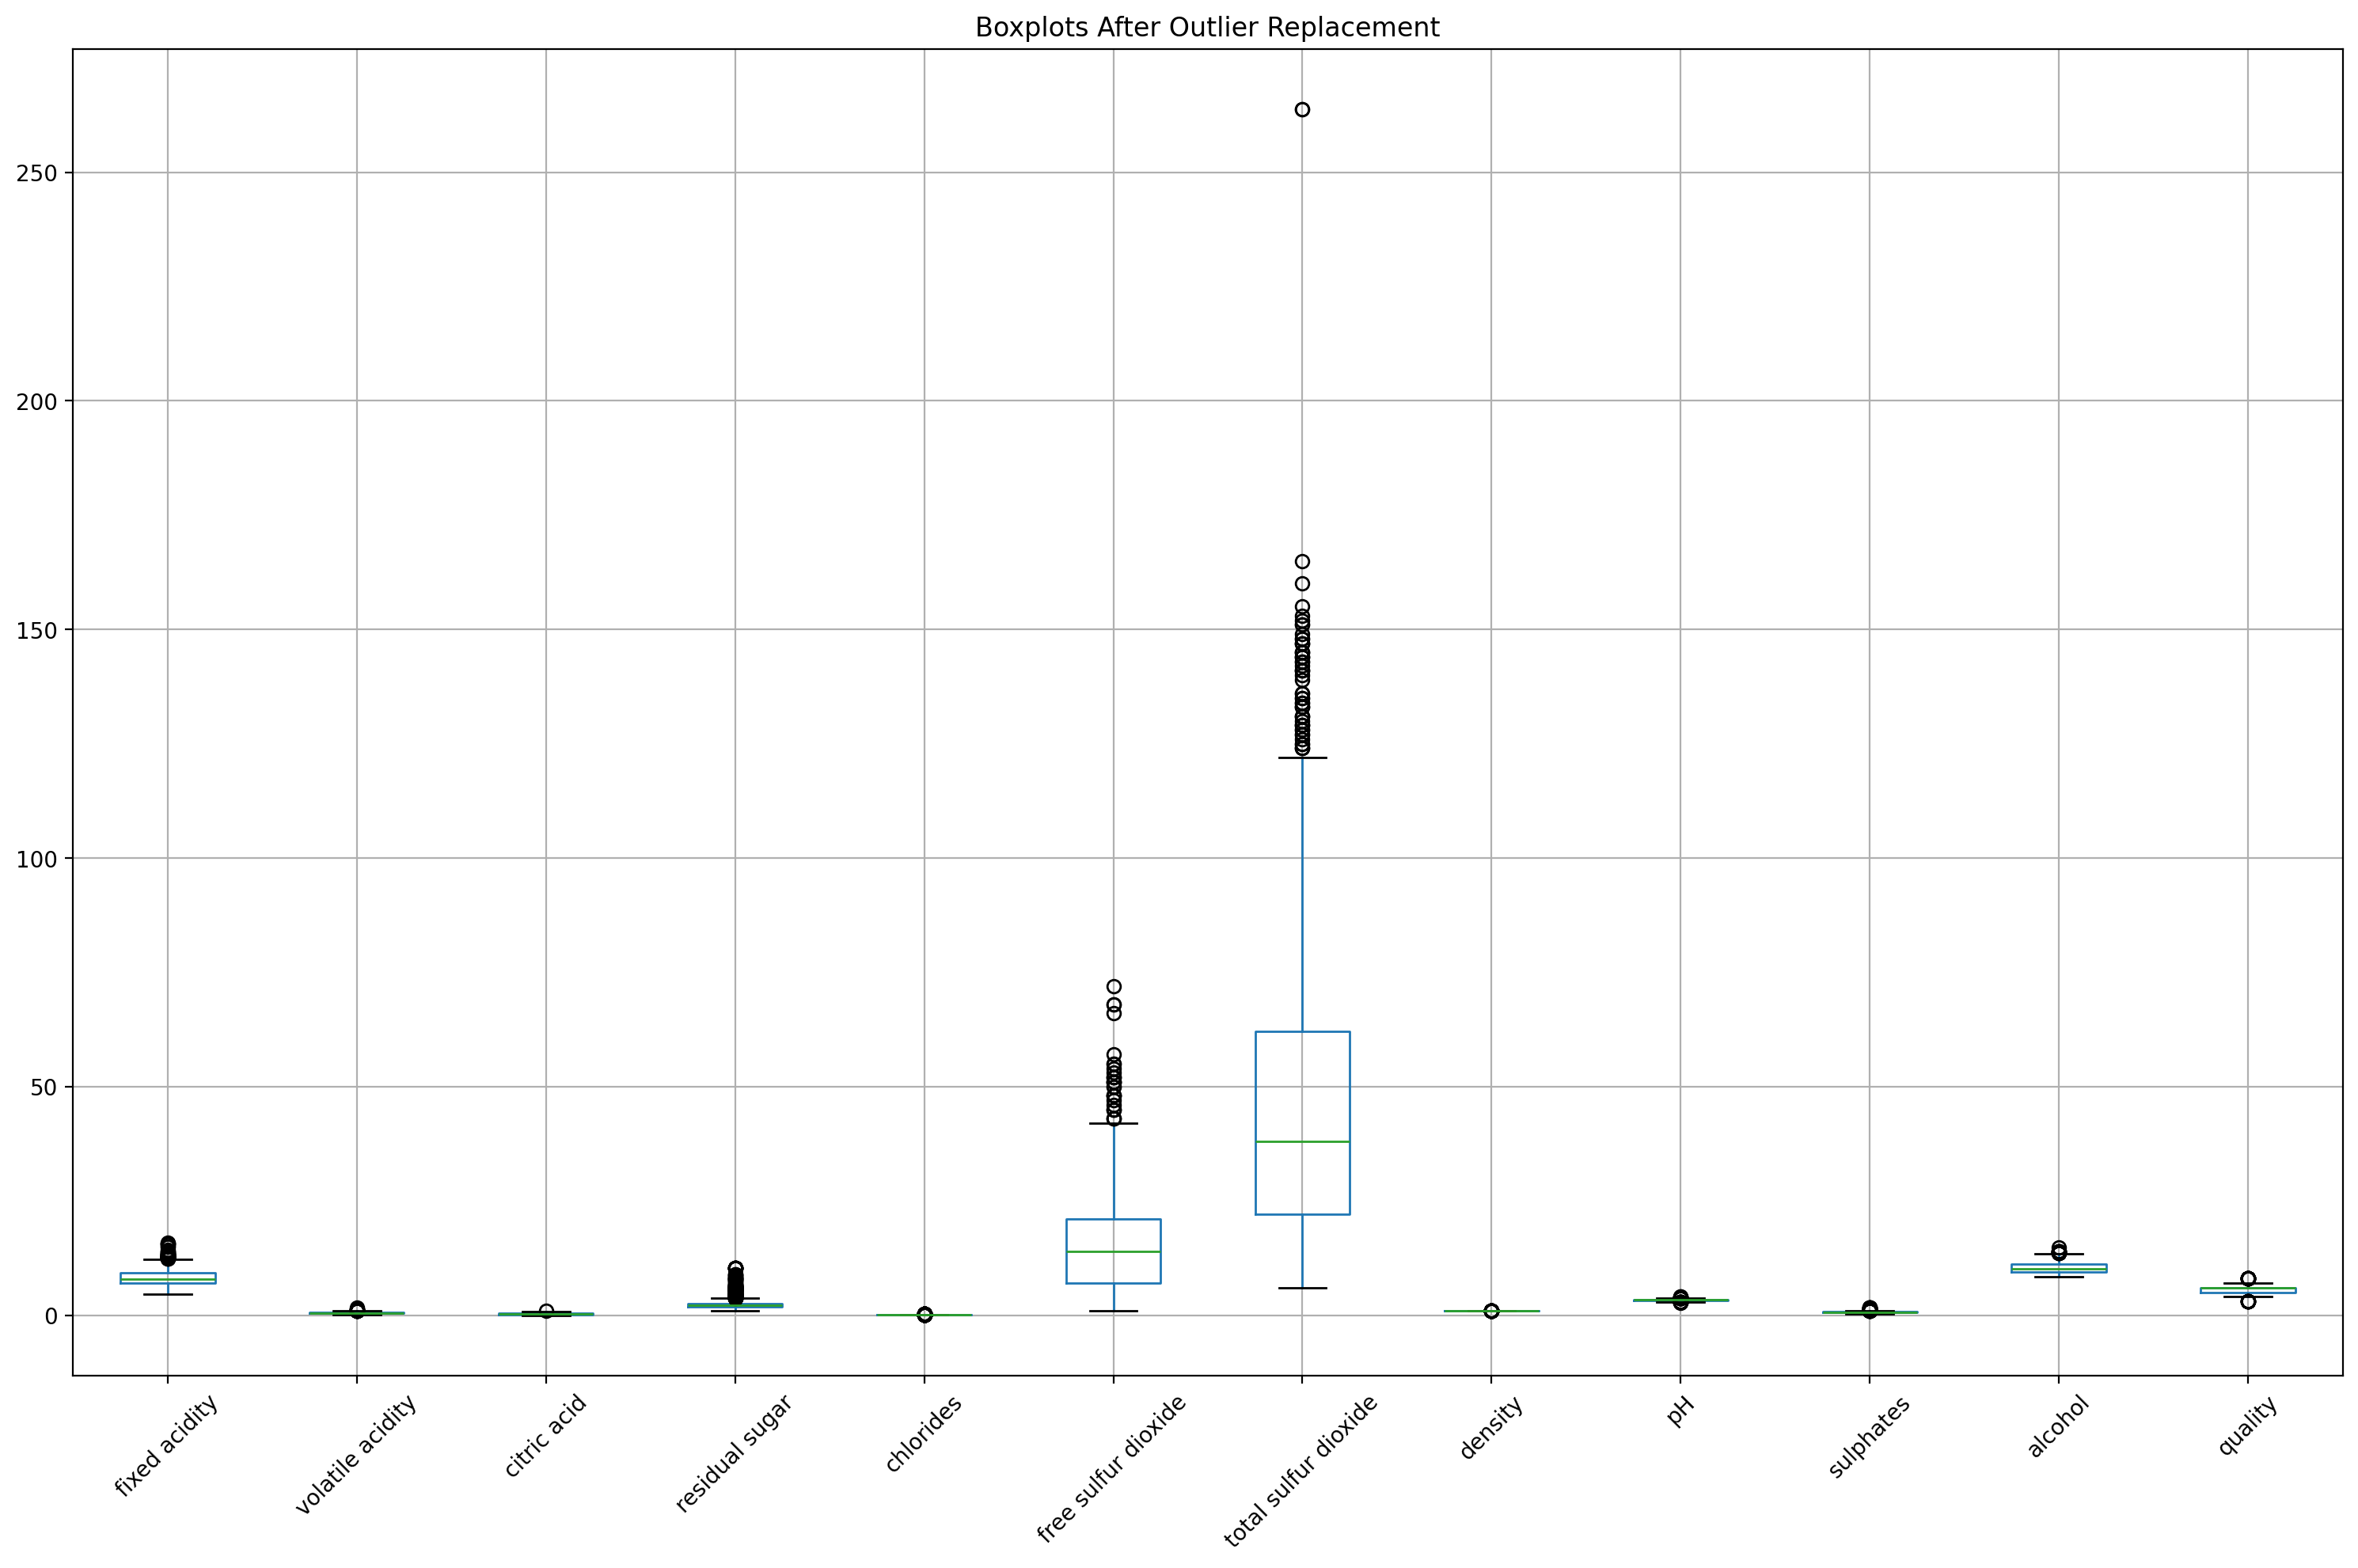 Boxplots After Outlier Replacement
250
200
150
100
50
0
fixed acidity
volatile acidity
citric acid
residual sugar
chlorides
free sulfur dioxide
total sulfur dioxide
density
pH
sulphates
alcohol
quality